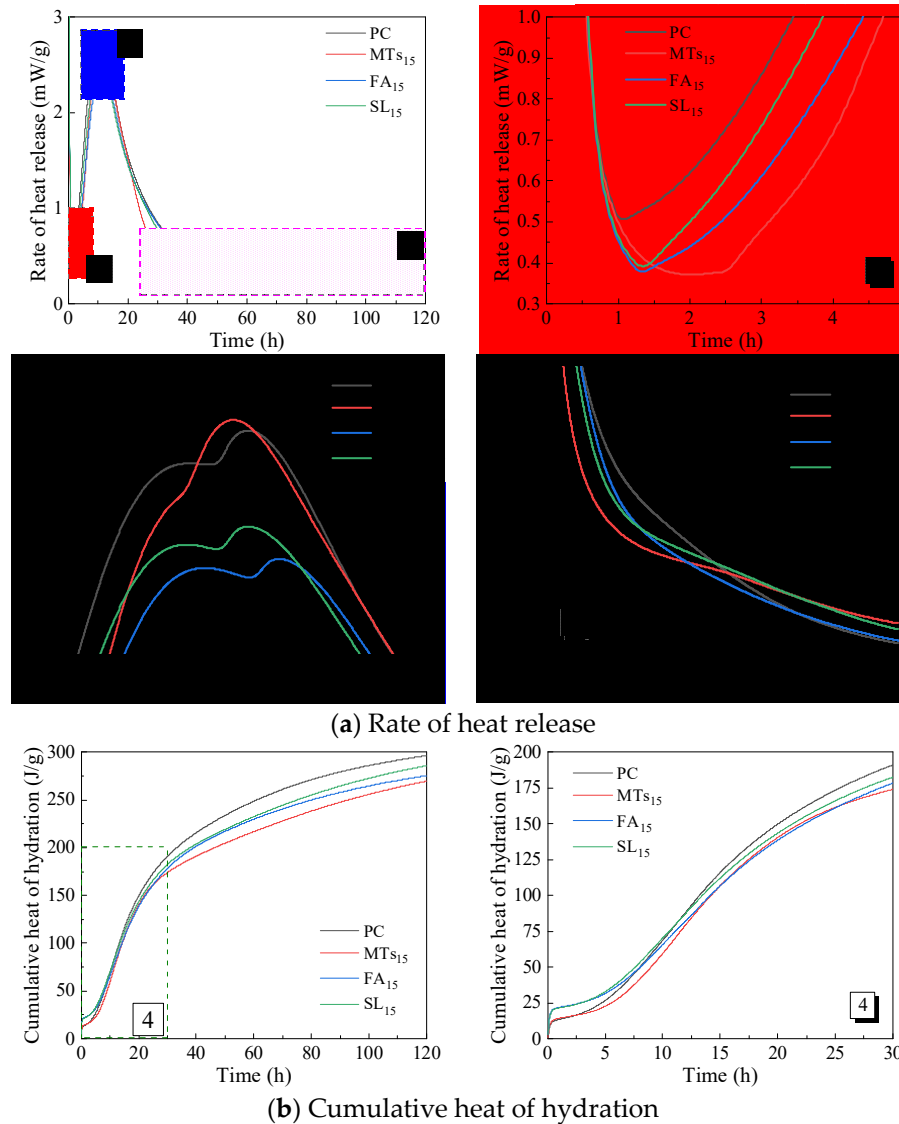 Rate of heat release (mW/g)
3
2
1
0
0 20 40 60 80 100 120
Time (h)
PC
MTs15
FA15
SL15
Rate of heat release (mW/g)
1.0
0.9
0.8
0.7
0.6
0.5
0.4
0.3
0 1 2 3 4
Time (h)
PC
MTs15
FA15
SL15
(a) Rate of heat release
Cumulative heat of hydration (J/g)
300
250
200
150
100
50
0
0 20 40 60 80 100 120
Time (h)
PC
MTs15
FA15
SL15
4
Cumulative heat of hydration (J/g)
200
175
150
125
100
75
50
25
0
0 5 10 15 20 25 30
Time (h)
PC
MTs15
FA15
SL15
4
(b) Cumulative heat of hydration